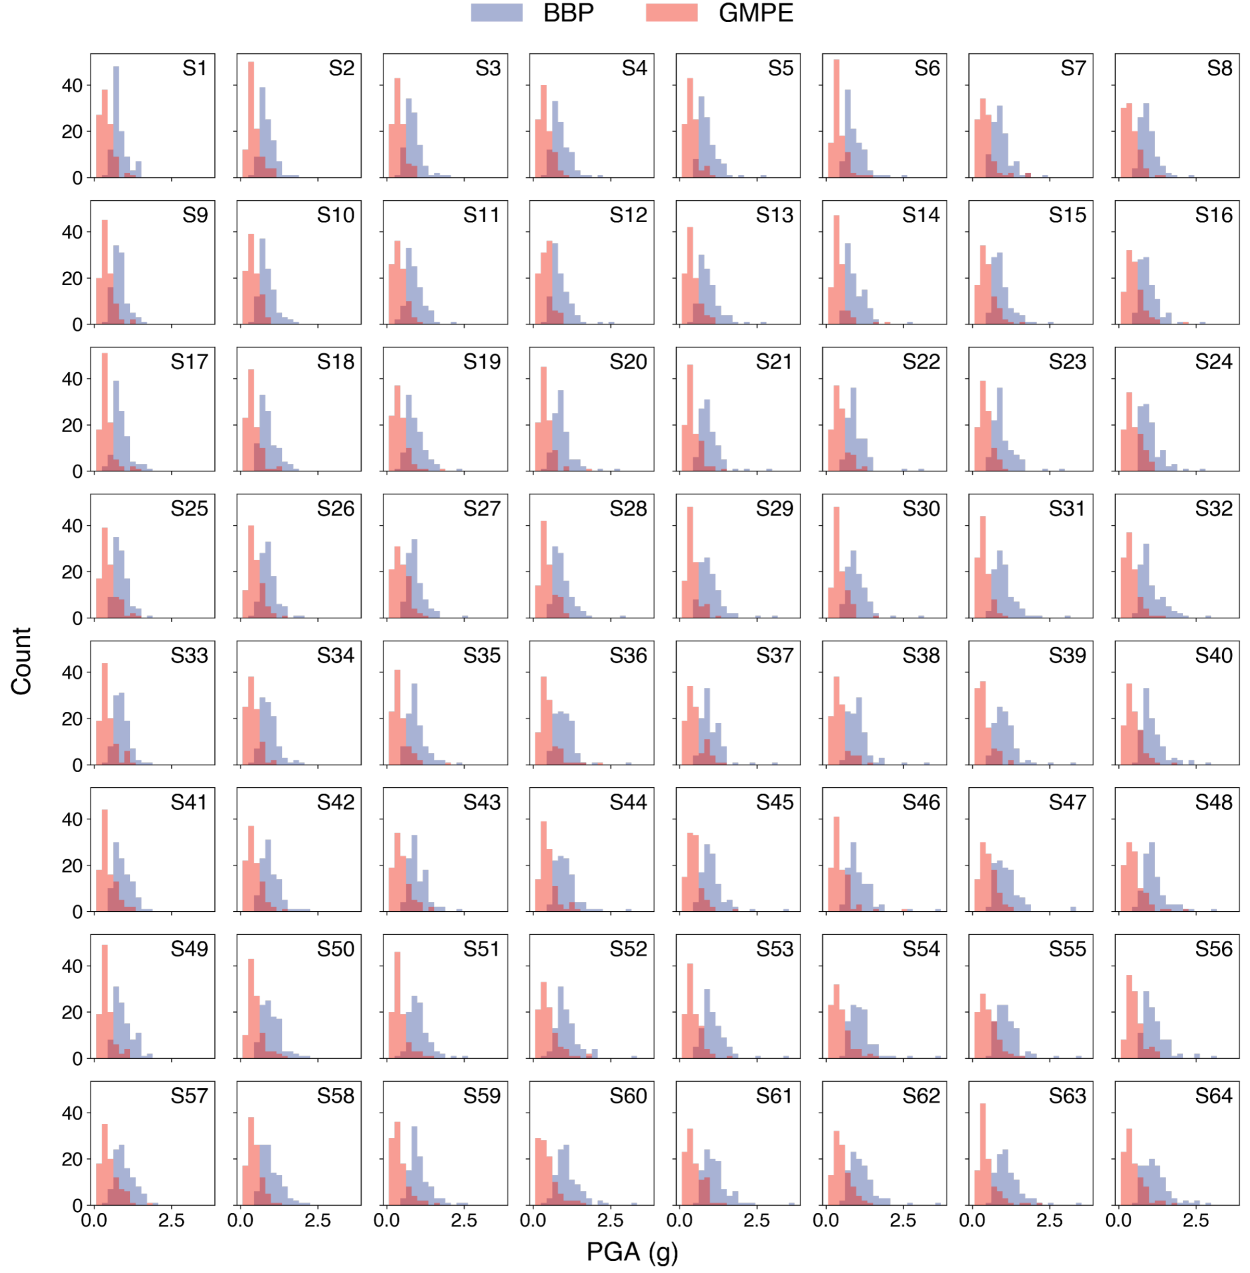 BBP GMPE
S1 S2 S3 S4 S5 S6 S7 S8
40
20
0
S9 S10 S11 S12 S13 S14 S15 S16
40
20
0
S17 S18 S19 S20 S21 S22 S23 S24
40
20
0
S25 S26 S27 S28 S29 S30 S31 S32
40
20
0
Count
S33 S34 S35 S36 S37 S38 S39 S40
40
20
0
S41 S42 S43 S44 S45 S46 S47 S48
40
20
0
S49 S50 S51 S52 S53 S54 S55 S56
40
20
0
S57 S58 S59 S60 S61 S62 S63 S64
40
20
0
0.0 2.5 0.0 2.5 0.0 2.5 0.0 2.5 0.0 2.5 0.0 2.5 0.0 2.5 0.0 2.5
PGA (g)